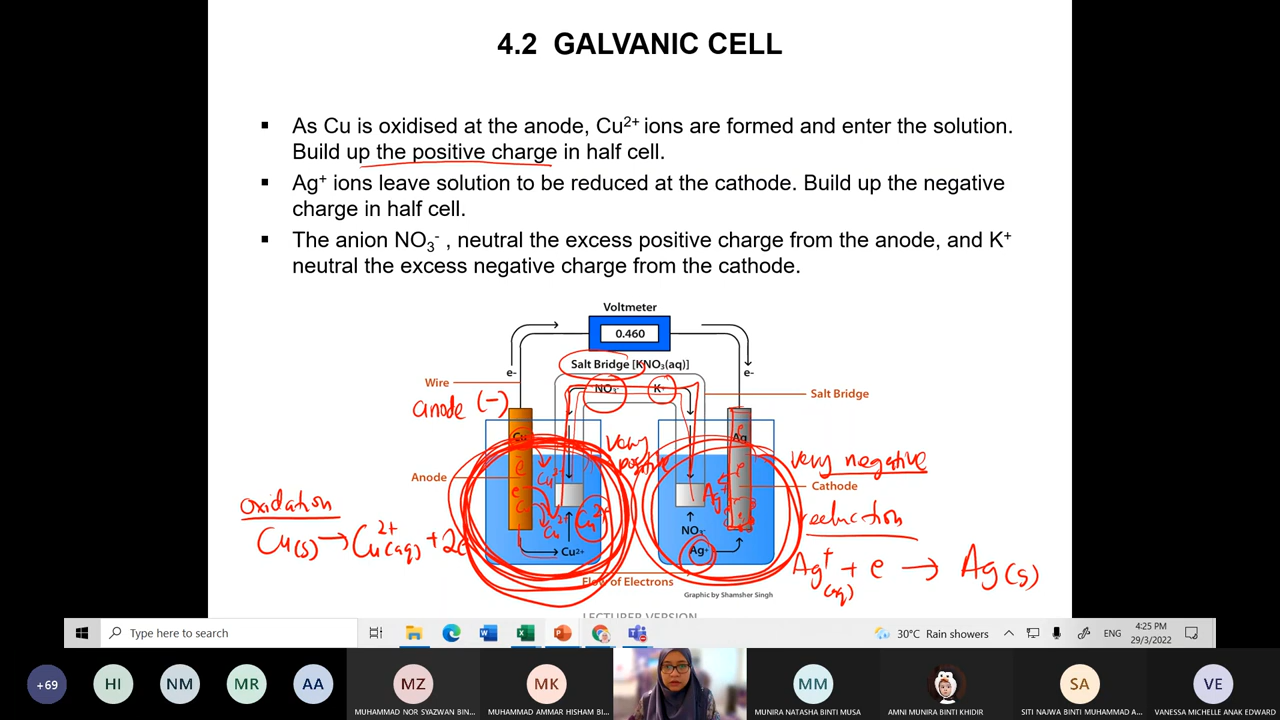 4.2 GALVANIC CELL
▪ As Cu is oxidised at the anode, Cu²⁺ ions are formed and enter the solution.
Build up the positive charge in half cell.
▪ Ag⁺ ions leave solution to be reduced at the cathode. Build up the negative
charge in half cell.
▪ The anion NO₃⁻ , neutral the excess positive charge from the anode, and K⁺
neutral the excess negative charge from the cathode.
Voltmeter
0.460
Salt Bridge [KNO₃(aq)]
e-
e-
Wire
NO₃⁻
K⁺
Salt Bridge
anode (-)
Cu
Ag
very
positive
very negative
Anode
e
Cu²⁺
Ag⁺
e
Cathode
oxidation
e
Cu²⁺
Cu²⁺
NO₃⁻
reduction
Cu(s) → Cu²⁺(aq) + 2e
Cu²⁺
Ag⁺
Ag⁺(aq) + e → Ag(s)
Flow of Electrons
Graphic by Shamsher Singh
LECTURER VERSION
Type here to search
30°C Rain showers
ENG
4:25 PM
29/3/2022
+69
HI
NM
MR
AA
MZ
MK
MM
SA
VE
MUHAMMAD NOR SYAZWAN BIN...
MUHAMMAD AMMAR HISHAM BI...
MUNIRA NATASHA BINTI MUSA
AMNI MUNIRA BINTI KHIDIR
SITI NAJWA BINTI MUHAMMAD A...
VANESSA MICHELLE ANAK EDWARD